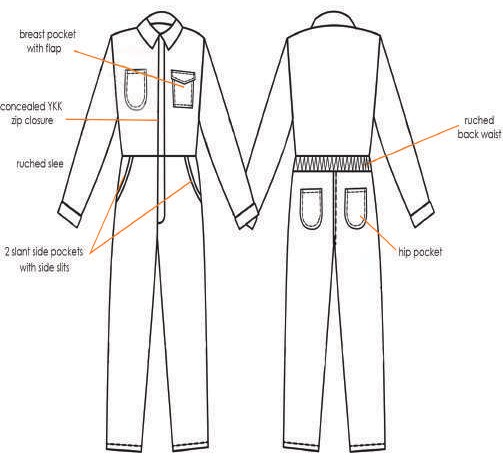 breast pocket
with flap
concealed YKK
zip closure
ruched slee
2 slant side pockets
with side slits
ruched
back waist
hip pocket